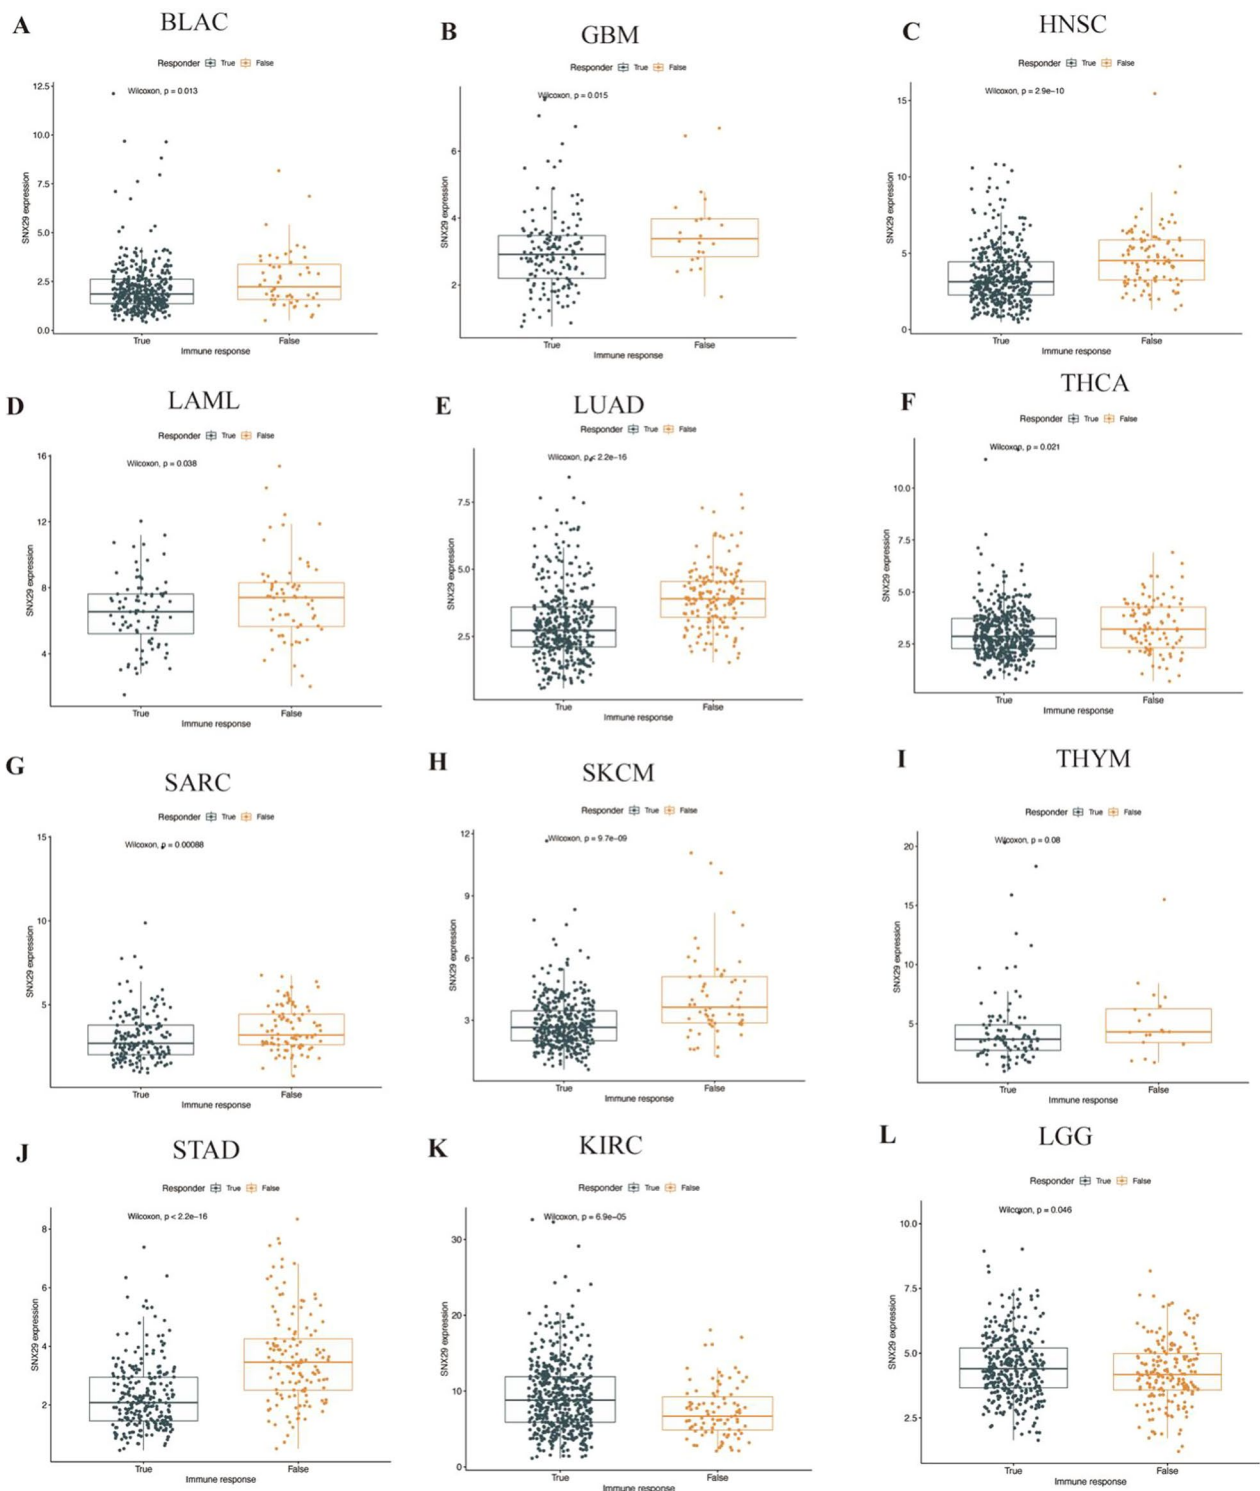 A
BLAC
Responder True False
Wilcoxon, p = 0.013
12.5
10.0
7.5
5.0
2.5
0.0
SNX29 expression
True False
Immune response
B
GBM
Responder True False
Wilcoxon, p = 0.015
6
4
2
SNX29 expression
True False
Immune response
C
HNSC
Responder True False
Wilcoxon, p = 2.9e-10
15
10
5
0
SNX29 expression
True False
Immune response
D
LAML
Responder True False
Wilcoxon, p = 0.038
16
12
8
4
SNX29 expression
True False
Immune response
E
LUAD
Responder True False
Wilcoxon, p < 2.2e-16
7.5
5.0
2.5
SNX29 expression
True False
Immune response
F
THCA
Responder True False
Wilcoxon, p = 0.021
10.0
7.5
5.0
2.5
SNX29 expression
True False
Immune response
G
SARC
Responder True False
Wilcoxon, p = 0.00088
15
10
5
SNX29 expression
True False
Immune response
H
SKCM
Responder True False
Wilcoxon, p = 9.7e-09
12
9
6
3
SNX29 expression
True False
Immune response
I
THYM
Responder True False
Wilcoxon, p = 0.08
20
15
10
5
SNX29 expression
True False
Immune response
J
STAD
Responder True False
Wilcoxon, p < 2.2e-16
8
6
4
2
SNX29 expression
True False
Immune response
K
KIRC
Responder True False
Wilcoxon, p = 6.9e-05
30
20
10
0
SNX29 expression
True False
Immune response
L
LGG
Responder True False
Wilcoxon, p = 0.046
10.0
7.5
5.0
2.5
SNX29 expression
True False
Immune response